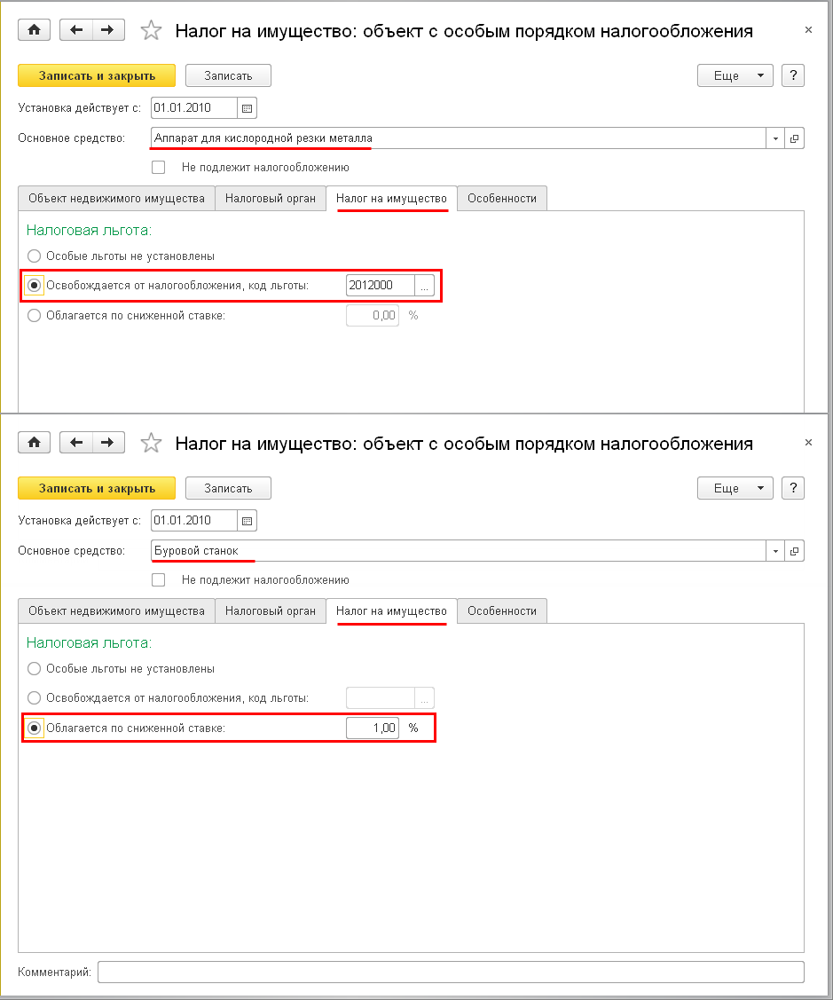 Налог на имущество: объект с особым порядком налогообложения
Записать и закрыть Записать Еще ?
Установка действует с: 01.01.2010
Основное средство: Аппарат для кислородной резки металла
Не подлежит налогообложению
Объект недвижимого имущества Налоговый орган Налог на имущество Особенности
Налоговая льгота:
Особые льготы не установлены
Освобождается от налогообложения, код льготы: 2012000 ...
Облагается по сниженной ставке: 0,00 %
Налог на имущество: объект с особым порядком налогообложения
Записать и закрыть Записать Еще ?
Установка действует с: 01.01.2010
Основное средство: Буровой станок
Не подлежит налогообложению
Объект недвижимого имущества Налоговый орган Налог на имущество Особенности
Налоговая льгота:
Особые льготы не установлены
Освобождается от налогообложения, код льготы: ...
Облагается по сниженной ставке: 1,00 %
Комментарий: